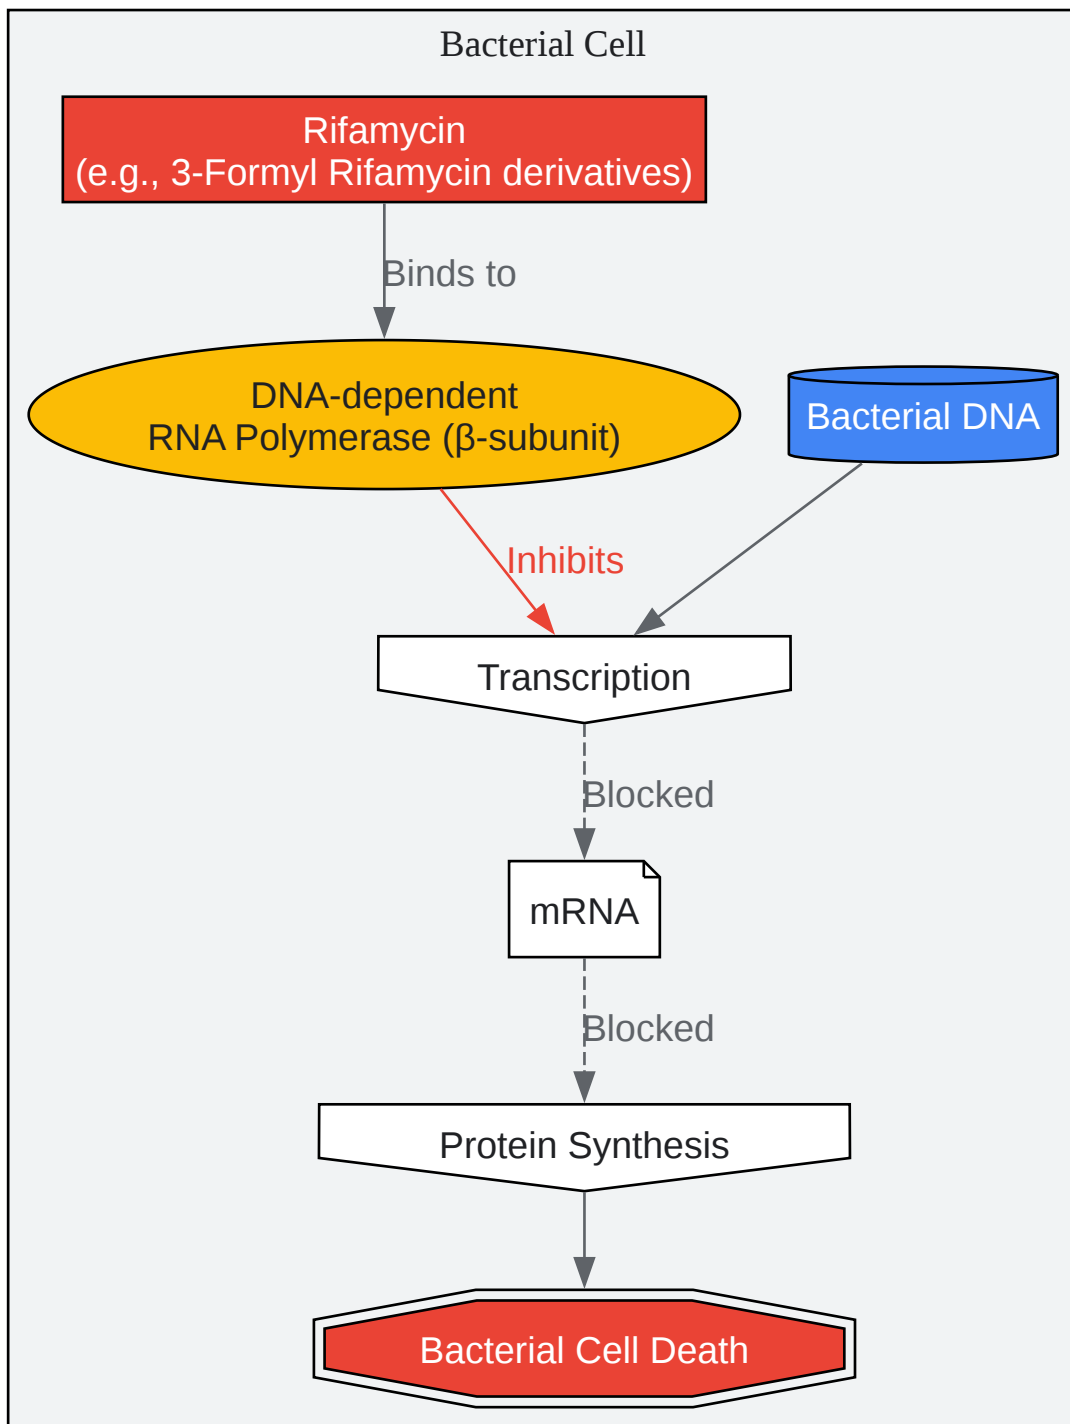 Bacterial Cell
Rifamycin
(e.g., 3-Formyl Rifamycin derivatives)
Binds to
DNA-dependent
RNA Polymerase (β-subunit)
Bacterial DNA
Inhibits
Transcription
Blocked
mRNA
Blocked
Protein Synthesis
Bacterial Cell Death